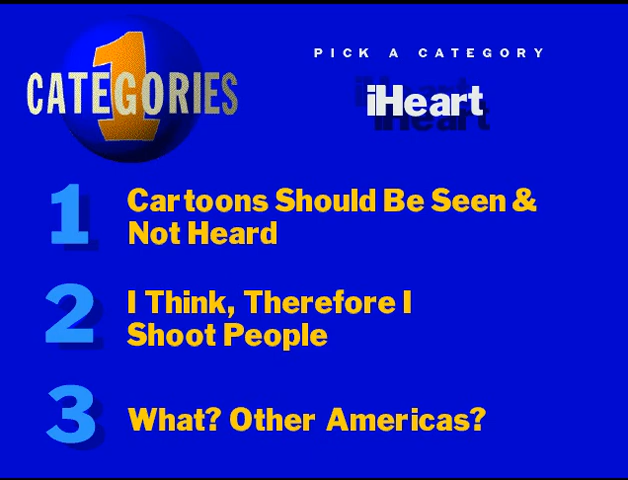 1
CATEGORIES
PICK A CATEGORY
iHeart
1 Cartoons Should Be Seen &
Not Heard
2 I Think, Therefore I
Shoot People
3 What? Other Americas?